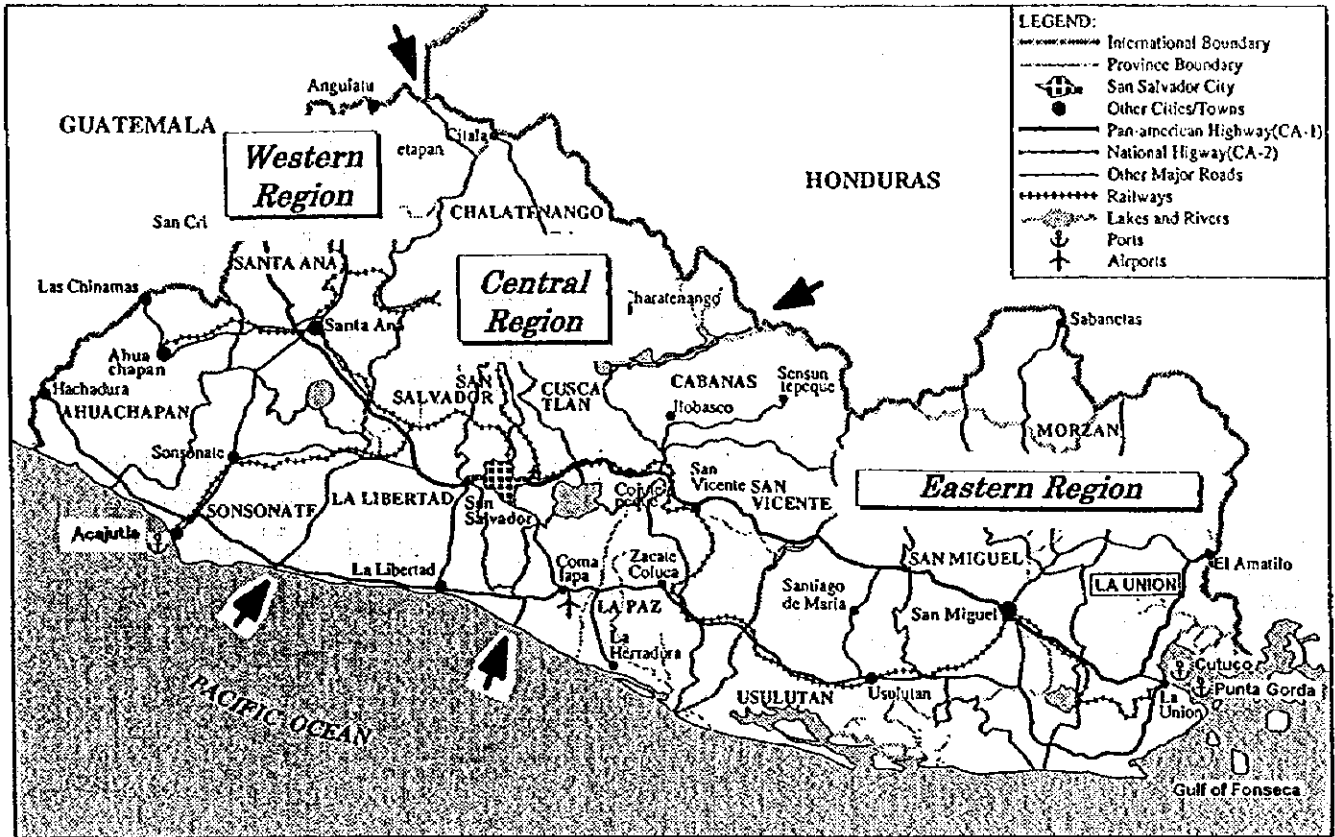 LEGEND:
International Boundary
Province Boundary
San Salvador City
Other Cities/Towns
Pan-american Highway(CA-1)
National Higway(CA-2)
Other Major Roads
Railways
Lakes and Rivers
Ports
Airports
GUATEMALA
HONDURAS
Anguiatu
Citala
etapan
Western
Region
San Cri
CHALATENANGO
SANTA ANA
Central
Region
haratenango
Las Chinamas
Santa Ana
Sabanetas
Ahua
chapan
Hachadura
AHUACHAPAN
SAN
SALVADOR
CUSCA
TLAN
CABANAS
Sensun
tepeque
Ilobasco
MORZAN
Sonsonate
San
Vicente
SAN
VICENTE
Eastern Region
LA LIBERTAD
SONSONATE
San
Salvador
Acajutla
La Libertad
Coma
lapa
Zacate
Coluca
LA PAZ
La
Herradura
Santiago
de Maria
SAN MIGUEL
San Miguel
El Amatilo
LA UNION
USULUTAN
Usulutan
Cutuco
Punta Gorda
La
Union
PACIFIC OCEAN
Gulf of Fonseca